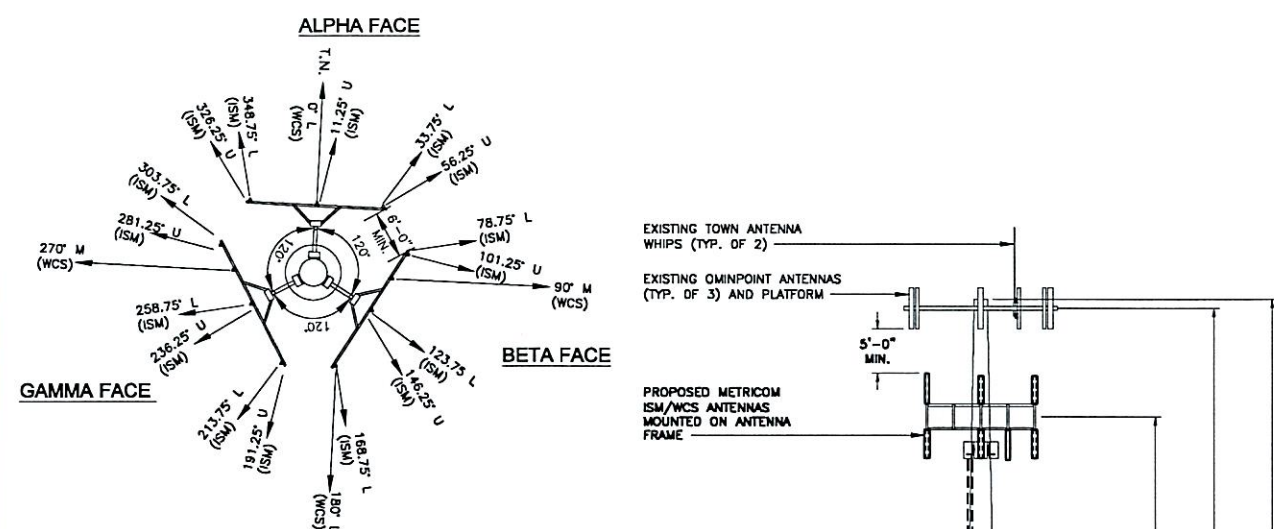 ALPHA FACE
T.N.
0° L
(WCS)
11.25° U
(ISM)
33.75° L
(ISM)
56.25° U
(ISM)
348.75° L
(ISM)
326.25° U
(ISM)
303.75° L
(ISM)
281.25° U
(ISM)
270° M
(WCS)
258.75° L
(ISM)
236.25° U
(ISM)
213.75° L
(ISM)
191.25° U
(ISM)
GAMMA FACE
120°
120°
120°
6'-0"
MIN.
78.75° L
(ISM)
101.25° U
(ISM)
90° M
(WCS)
BETA FACE
123.75 L
(ISM)
146.25° U
(ISM)
168.75° L
(ISM)
180°
(WCS)
EXISTING TOWN ANTENNA
WHIPS (TYP. OF 2)
EXISTING OMINPOINT ANTENNAS
(TYP. OF 3) AND PLATFORM
5'-0"
MIN.
PROPOSED METRICOM
ISM/WCS ANTENNAS
MOUNTED ON ANTENNA
FRAME